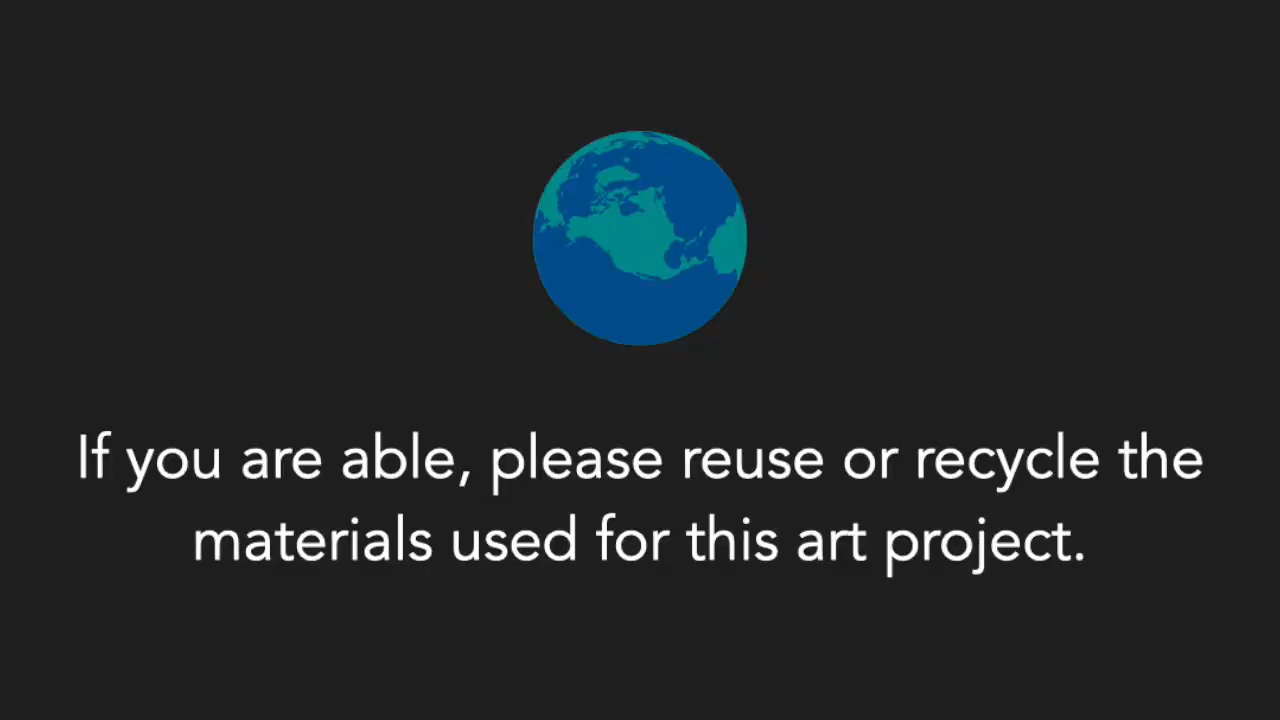 If you are able, please reuse or recycle the
materials used for this art project.